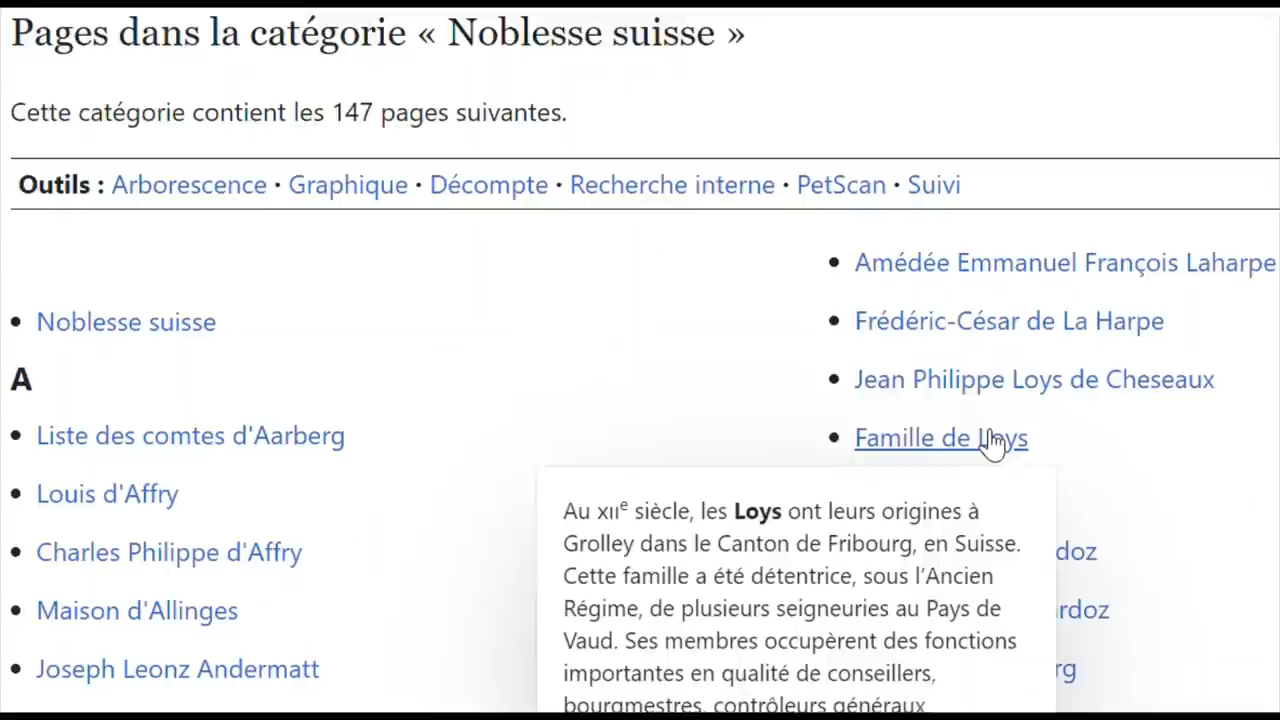 Pages dans la catégorie « Noblesse suisse »
Cette catégorie contient les 147 pages suivantes.
Outils : Arborescence · Graphique · Décompte · Recherche interne · PetScan · Suivi
Noblesse suisse
A
Liste des comtes d'Aarberg
Louis d'Affry
Charles Philippe d'Affry
Maison d'Allinges
Joseph Leonz Andermatt
Amédée Emmanuel François Laharpe
Frédéric-César de La Harpe
Jean Philippe Loys de Cheseaux
Famille de Loys
Au XIIe siècle, les Loys ont leurs origines à
Grolley dans le Canton de Fribourg, en Suisse.
Cette famille a été détentrice, sous l'Ancien
Régime, de plusieurs seigneuries au Pays de
Vaud. Ses membres occupèrent des fonctions
importantes en qualité de conseillers,
bourgmestres, contrôleurs généraux